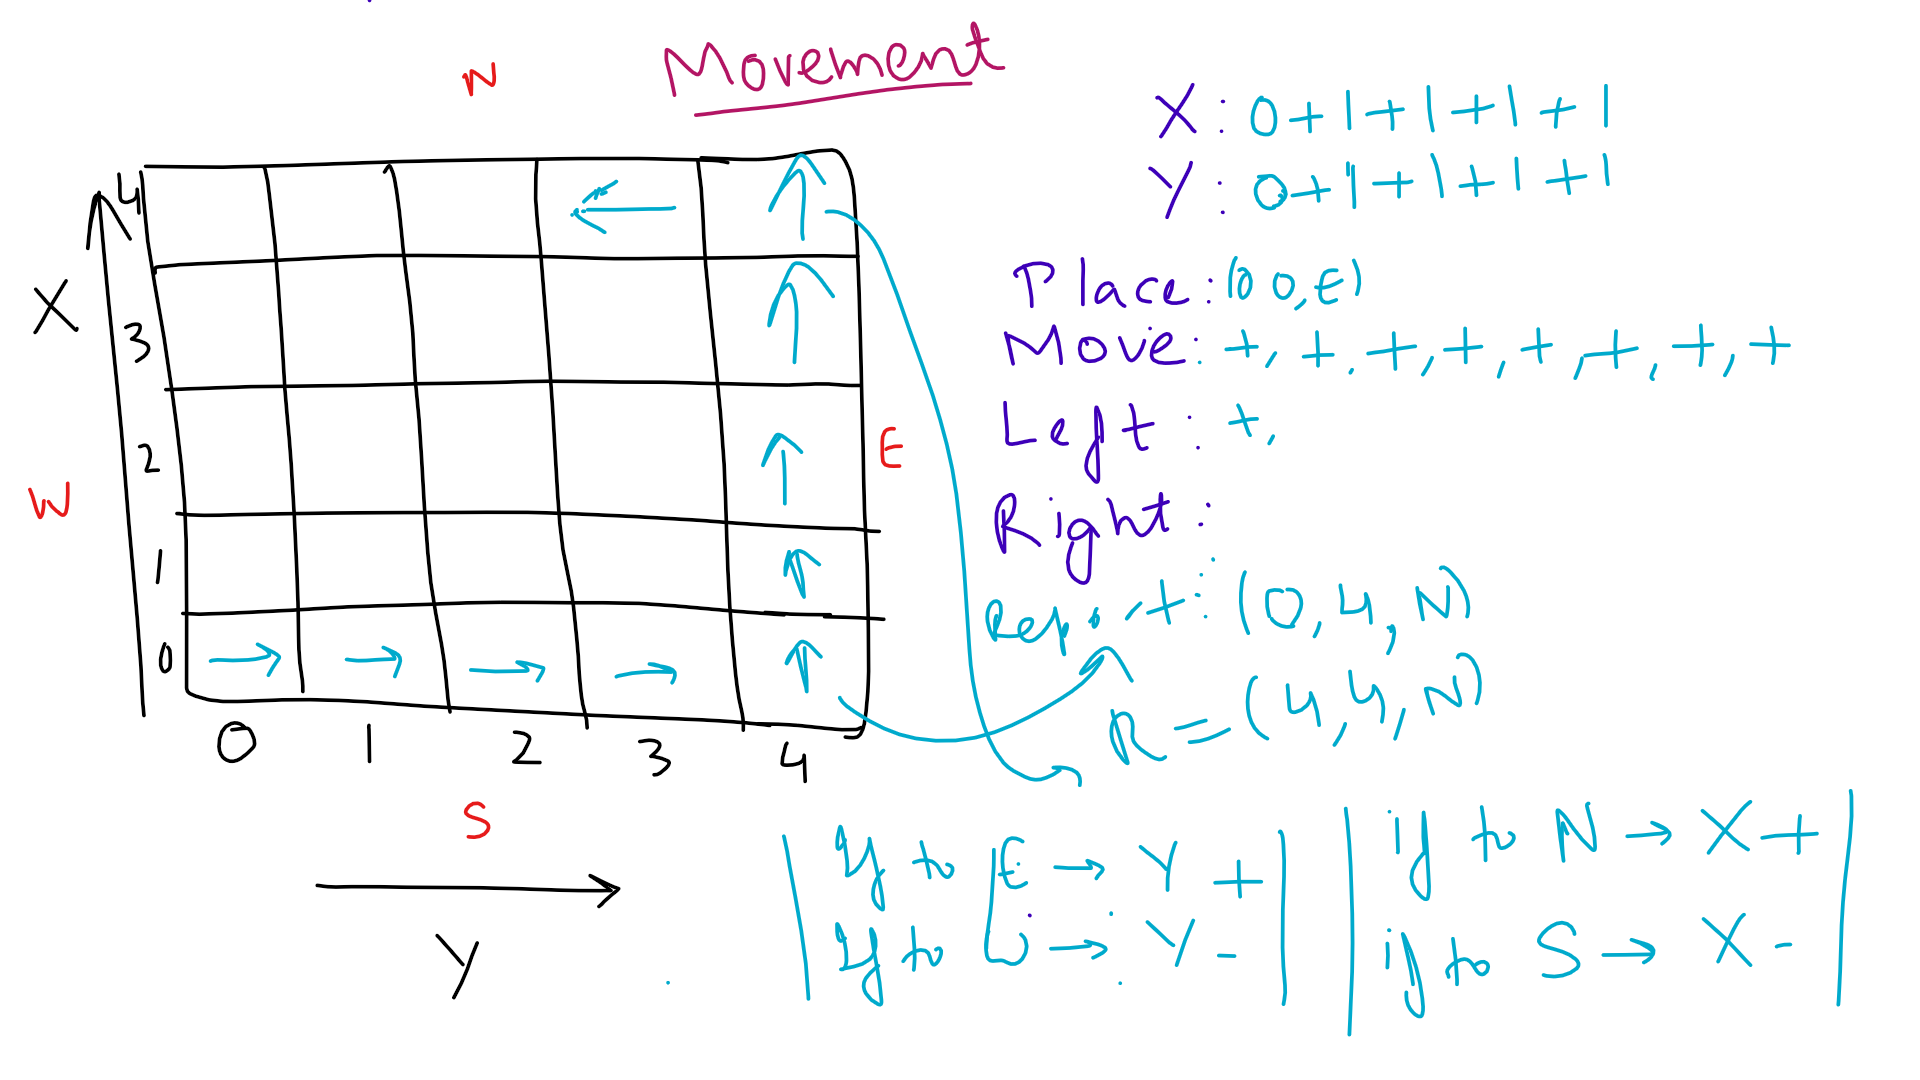 Movement
N
X : 0 + 1 + 1 + 1 + 1
Y : 0 + 1 + 1 + 1 + 1
4
3
2
1
0
X
W
E
0 1 2 3 4
S
Y
Place : (0 0, E)
Move : +, +, +, +, +, +, +, +
Left : +,
Right :
Report : (0, 4, N)
R = (4, 4, N)
If to E → Y +
If to W → Y -
if to N → X +
if to S → X -